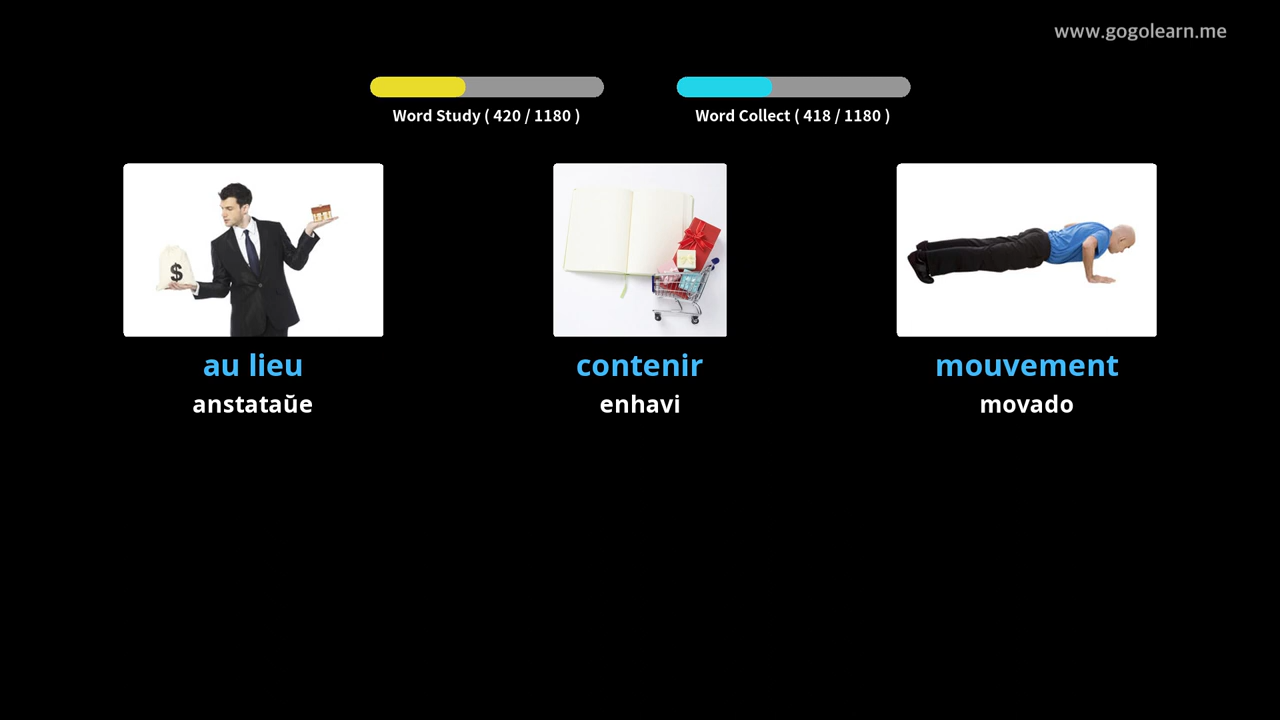 www.gogolearn.me
Word Study ( 420 / 1180 )
Word Collect ( 418 / 1180 )
$
au lieu
contenir
mouvement
anstataŭe
enhavi
movado